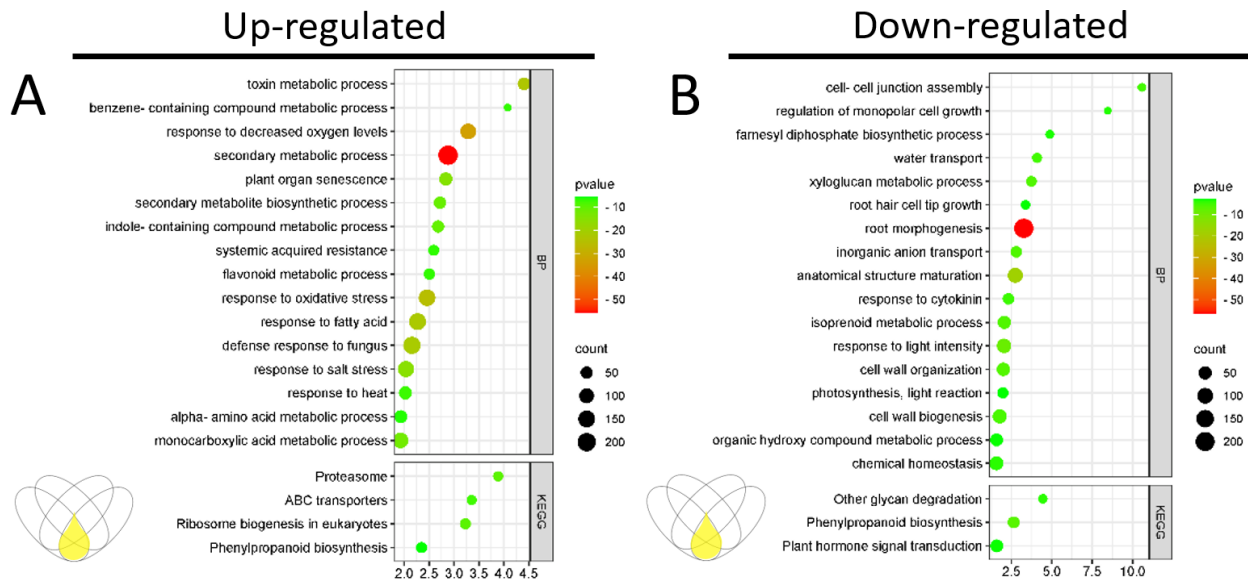 Up-regulated
Down-regulated
A
toxin metabolic process
benzene- containing compound metabolic process
response to decreased oxygen levels
secondary metabolic process
plant organ senescence
secondary metabolite biosynthetic process
indole- containing compound metabolic process
systemic acquired resistance
flavonoid metabolic process
response to oxidative stress
response to fatty acid
defense response to fungus
response to salt stress
response to heat
alpha- amino acid metabolic process
monocarboxylic acid metabolic process
BP
Proteasome
ABC transporters
Ribosome biogenesis in eukaryotes
Phenylpropanoid biosynthesis
KEGG
2.0 2.5 3.0 3.5 4.0 4.5
pvalue
- 10
- 20
- 30
- 40
- 50
count
50
100
150
200
B
cell- cell junction assembly
regulation of monopolar cell growth
farnesyl diphosphate biosynthetic process
water transport
xyloglucan metabolic process
root hair cell tip growth
root morphogenesis
inorganic anion transport
anatomical structure maturation
response to cytokinin
isoprenoid metabolic process
response to light intensity
cell wall organization
photosynthesis, light reaction
cell wall biogenesis
organic hydroxy compound metabolic process
chemical homeostasis
BP
Other glycan degradation
Phenylpropanoid biosynthesis
Plant hormone signal transduction
KEGG
2.5 5.0 7.5 10.0
pvalue
- 10
- 20
- 30
- 40
- 50
count
50
100
150
200